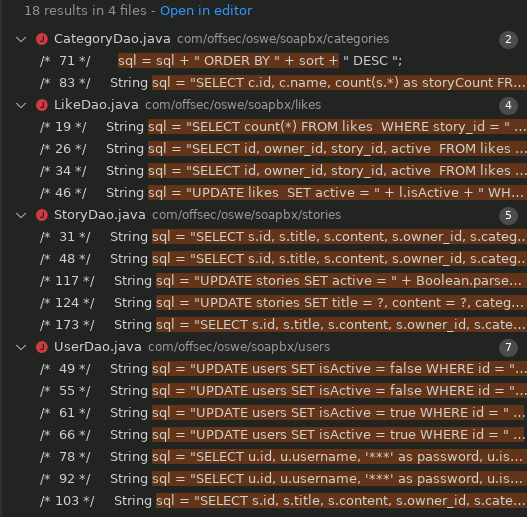 18 results in 4 files - Open in editor
CategoryDao.java com/offsec/oswe/soapbx/categories 2
/* 71 */ sql = sql + " ORDER BY " + sort + " DESC ";
/* 83 */ String sql = "SELECT c.id, c.name, count(s.*) as storyCount FR...
LikeDao.java com/offsec/oswe/soapbx/likes 4
/* 19 */ String sql = "SELECT count(*) FROM likes WHERE story_id = " ...
/* 26 */ String sql = "SELECT id, owner_id, story_id, active FROM likes ...
/* 34 */ String sql = "SELECT id, owner_id, story_id, active FROM likes ...
/* 46 */ String sql = "UPDATE likes SET active = " + l.isActive + " WH...
StoryDao.java com/offsec/oswe/soapbx/stories 5
/* 31 */ String sql = "SELECT s.id, s.title, s.content, s.owner_id, s.categ...
/* 48 */ String sql = "SELECT s.id, s.title, s.content, s.owner_id, s.categ...
/* 117 */ String sql = "UPDATE stories SET active = " + Boolean.parse...
/* 124 */ String sql = "UPDATE stories SET title = ?, content = ?, categ...
/* 173 */ String sql = "SELECT s.id, s.title, s.content, s.owner_id, s.cate...
UserDao.java com/offsec/oswe/soapbx/users 7
/* 49 */ String sql = "UPDATE users SET isActive = false WHERE id = "...
/* 55 */ String sql = "UPDATE users SET isActive = false WHERE id = "...
/* 61 */ String sql = "UPDATE users SET isActive = true WHERE id = " ...
/* 66 */ String sql = "UPDATE users SET isActive = true WHERE id = " ...
/* 78 */ String sql = "SELECT u.id, u.username, '***' as password, u.is...
/* 92 */ String sql = "SELECT u.id, u.username, '***' as password, u.is...
/* 103 */ String sql = "SELECT s.id, s.title, s.content, s.owner_id, s.cate...